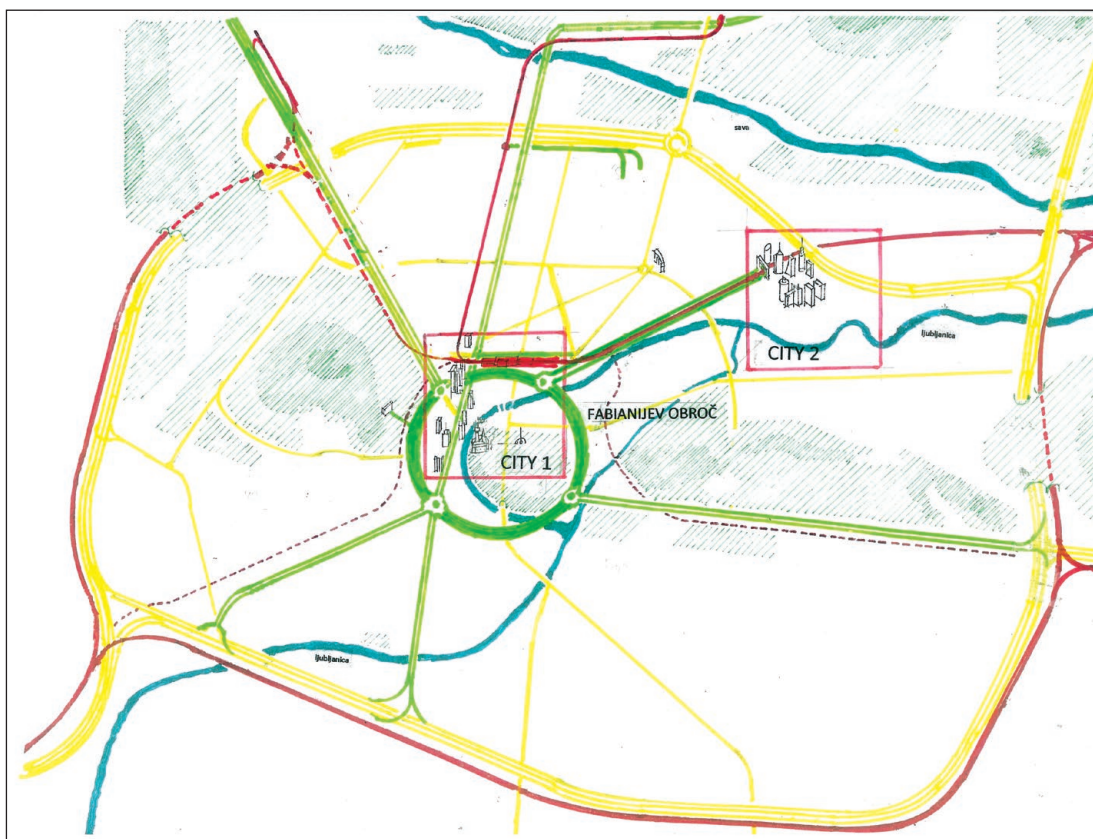 sava
ljubljanica
CITY 2
FABIANIJEV OBROČ
CITY 1
ljubljanica